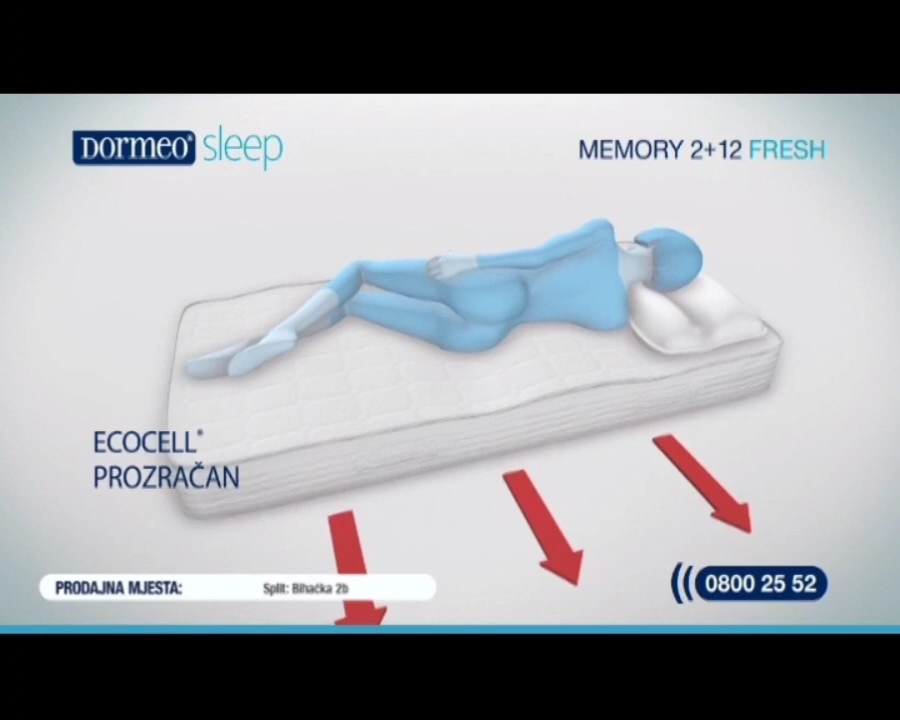 DORMEO® sleep
MEMORY 2+12 FRESH
ECOCELL®
PROZRAČAN
PRODAJNA MJESTA: Split: Bihaćka 2b
0800 25 52